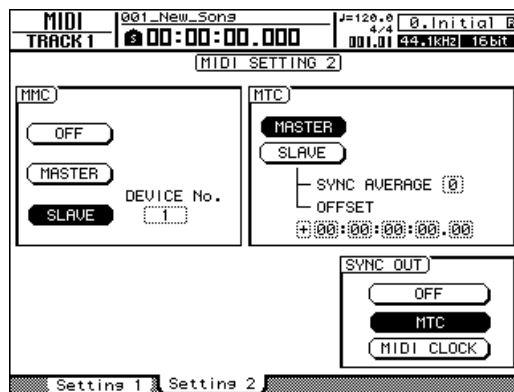 MIDI 001_New_Song J=120.0 0.Initial
TRACK 1 S 00:00:00.000 4/4 001.01 44.1kHz 16bit
MIDI SETTING 2
MMC
OFF
MASTER
SLAVE
DEVICE No.
1
MTC
MASTER
SLAVE
SYNC AVERAGE 0
OFFSET
+00:00:00:00.00
SYNC OUT
OFF
MTC
MIDI CLOCK
Setting 1 Setting 2